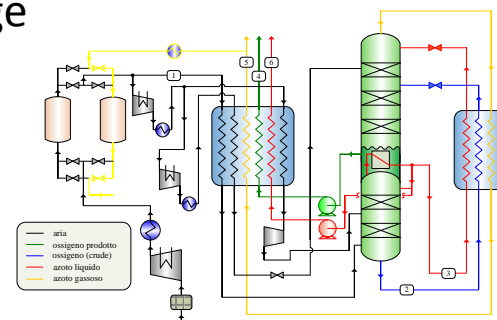 ge
1
5
4
6
aria
ossigeno prodotto
ossigeno (crude)
azoto liquido
azoto gassoso
3
2